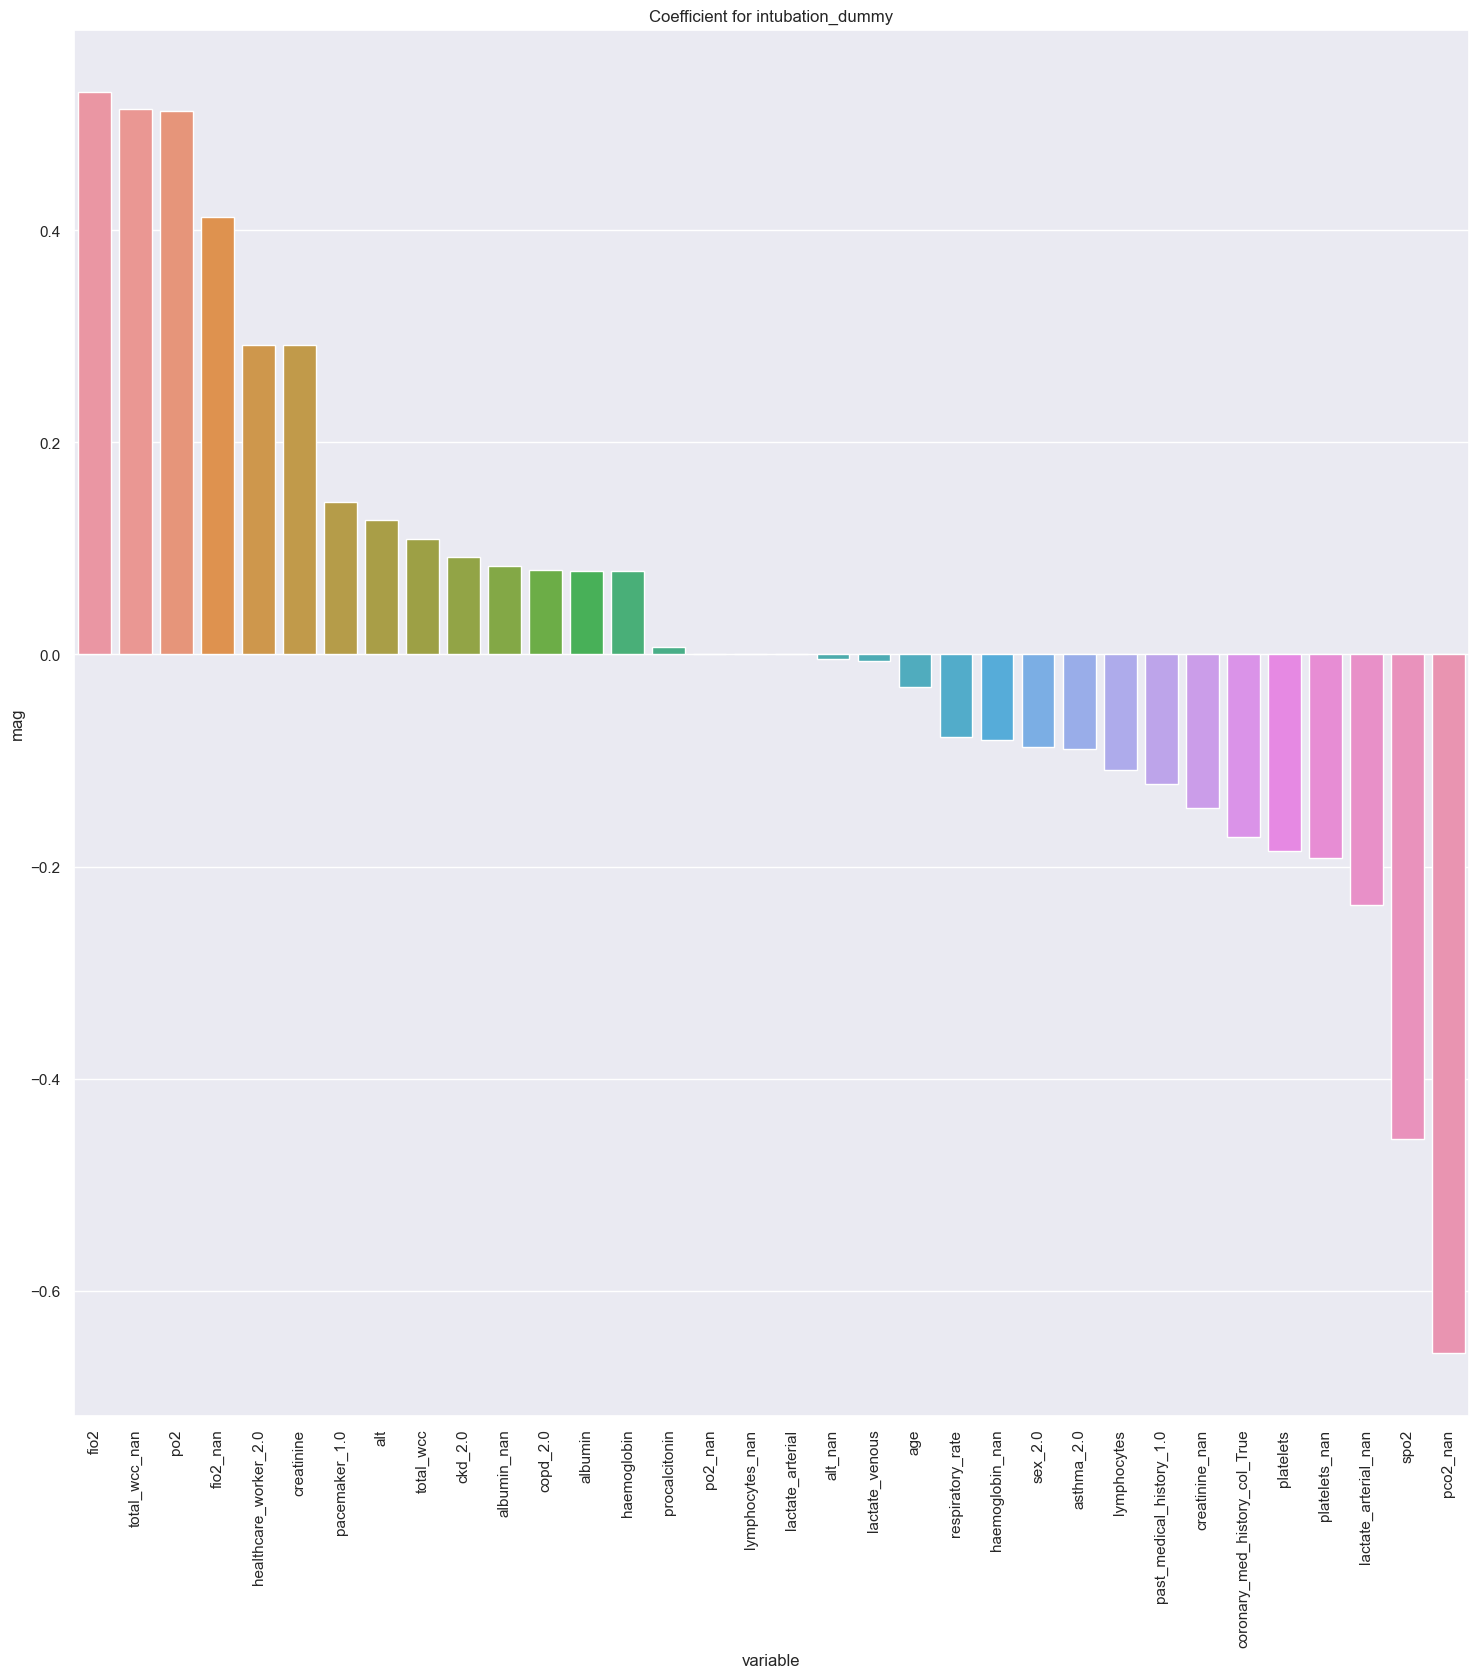 Coefficient for intubation_dummy
0.4
0.2
0.0
−0.2
−0.4
−0.6
mag
fio2
total_wcc_nan
po2
fio2_nan
healthcare_worker_2.0
creatinine
pacemaker_1.0
alt
total_wcc
ckd_2.0
albumin_nan
copd_2.0
albumin
haemoglobin
procalcitonin
po2_nan
lymphocytes_nan
lactate_arterial
alt_nan
lactate_venous
age
respiratory_rate
haemoglobin_nan
sex_2.0
asthma_2.0
lymphocytes
past_medical_history_1.0
creatinine_nan
coronary_med_history_col_True
platelets
platelets_nan
lactate_arterial_nan
spo2
pco2_nan
variable